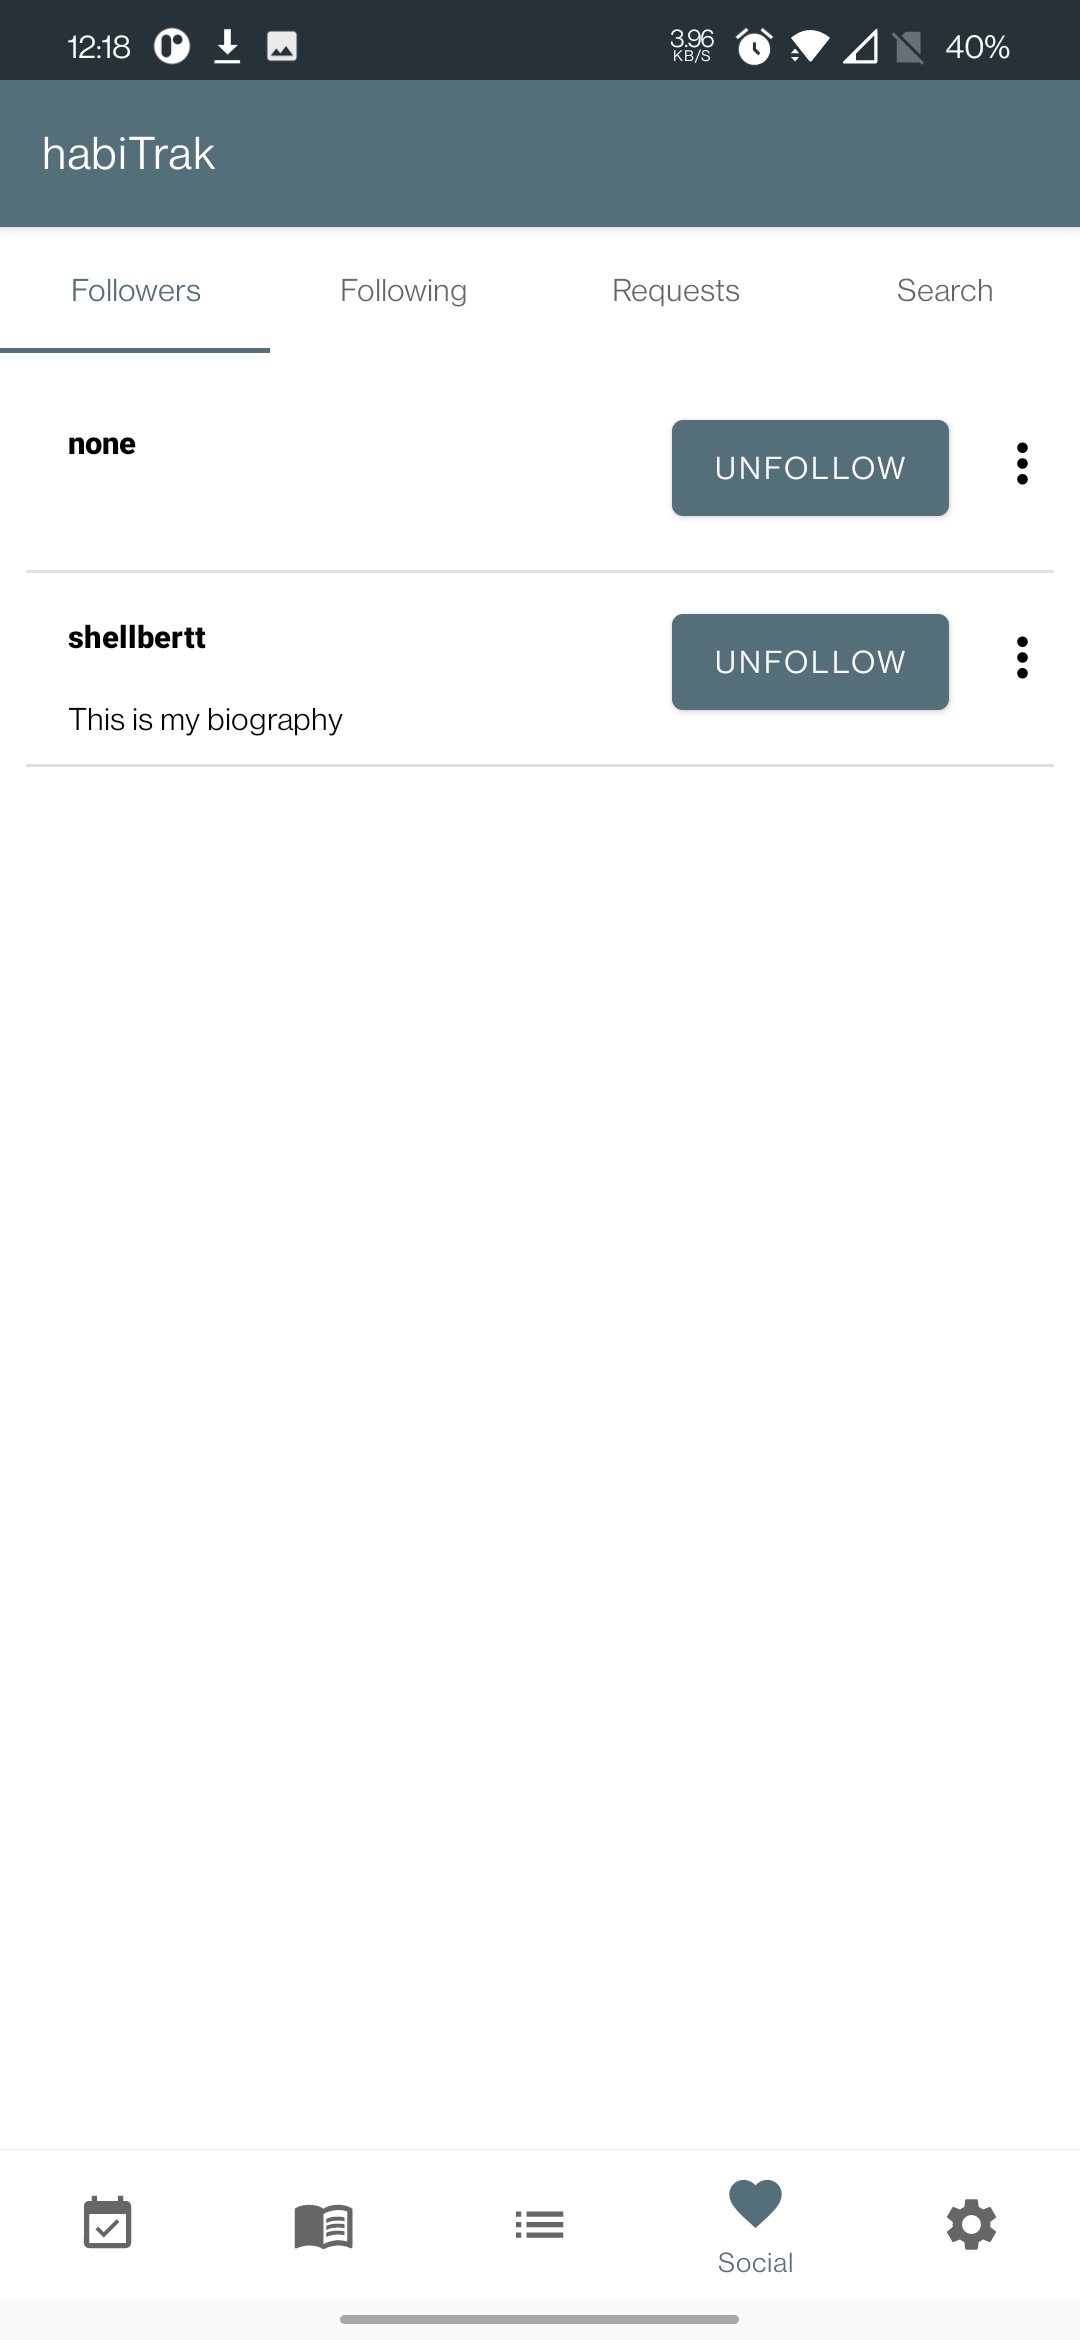 12:18
3.96
KB/S
40%
habiTrak
Followers Following Requests Search
none
UNFOLLOW
shellbertt
UNFOLLOW
This is my biography
Social